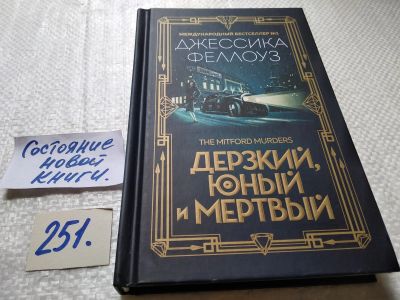 МЕЖДУНАРОДНЫЙ БЕСТСЕЛЛЕР №1
ДЖЕССИКА
ФЕЛЛОУЗ
THE MITFORD MURDERS
ДЕРЗКИЙ,
ЮНЫЙ
И МЕРТВЫЙ
Состояние
новой
книги.
251.